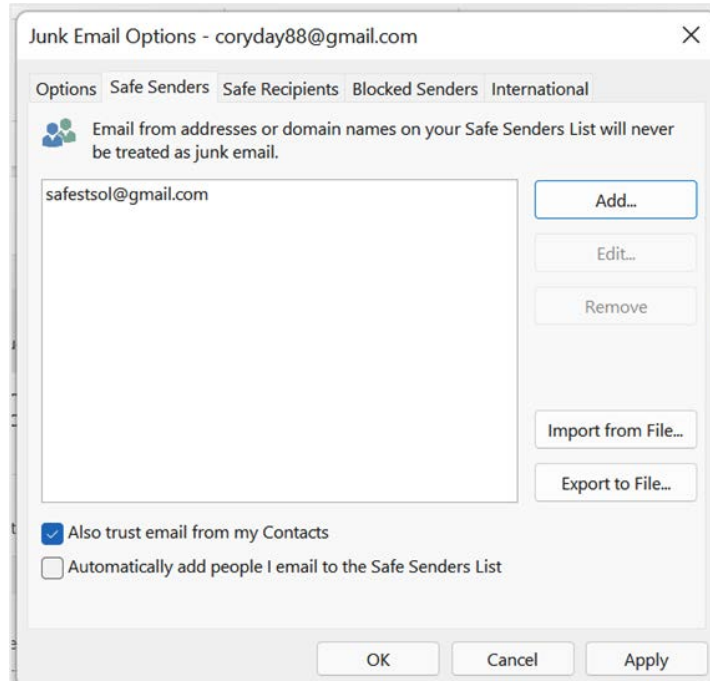 Junk Email Options - coryday88@gmail.com
Options Safe Senders Safe Recipients Blocked Senders International
Email from addresses or domain names on your Safe Senders List will never
be treated as junk email.
safestsol@gmail.com
Add...
Edit...
Remove
Import from File...
Export to File...
Also trust email from my Contacts
Automatically add people I email to the Safe Senders List
OK Cancel Apply